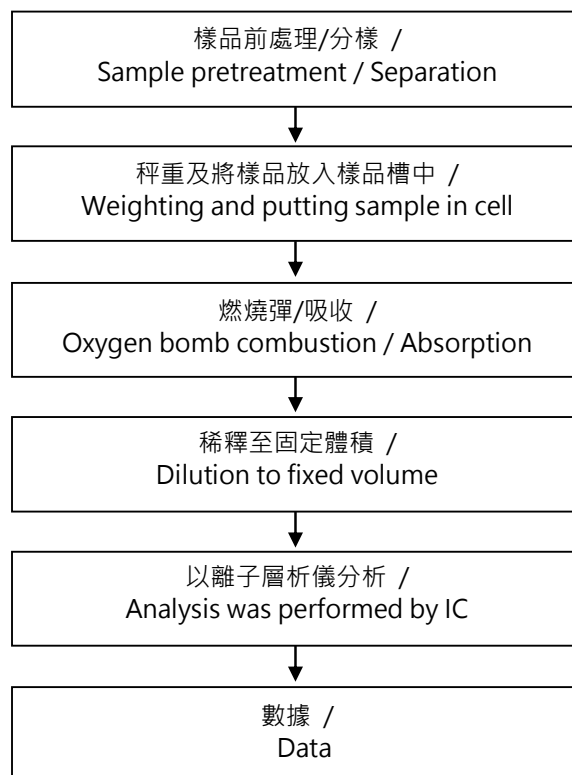 樣品前處理/分樣 /
Sample pretreatment / Separation
秤重及將樣品放入樣品槽中 /
Weighting and putting sample in cell
燃燒彈/吸收 /
Oxygen bomb combustion / Absorption
稀釋至固定體積 /
Dilution to fixed volume
以離子層析儀分析 /
Analysis was performed by IC
數據 /
Data